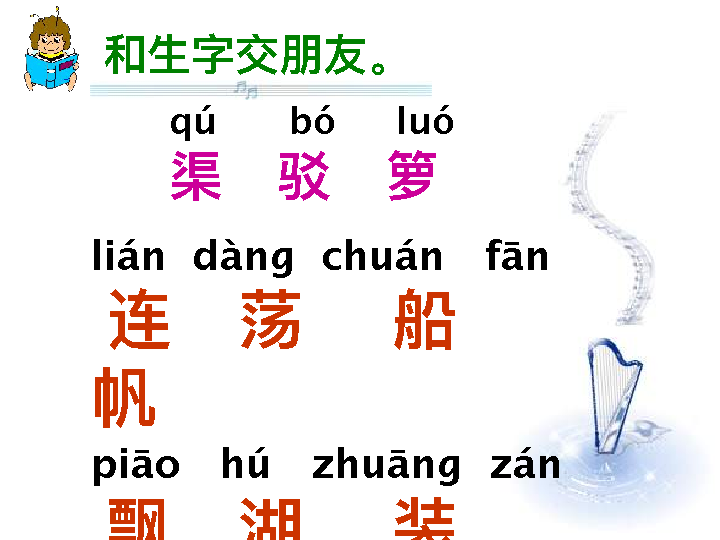 和生字交朋友。
qú bó luó
渠 驳 箩
lián dàng chuán fān
连 荡 船
帆
piāo hú zhuāng zán
飘 湖 装